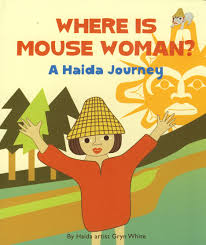 WHERE IS
MOUSE WOMAN?
A Haida Journey
By Haida artist Gryn White